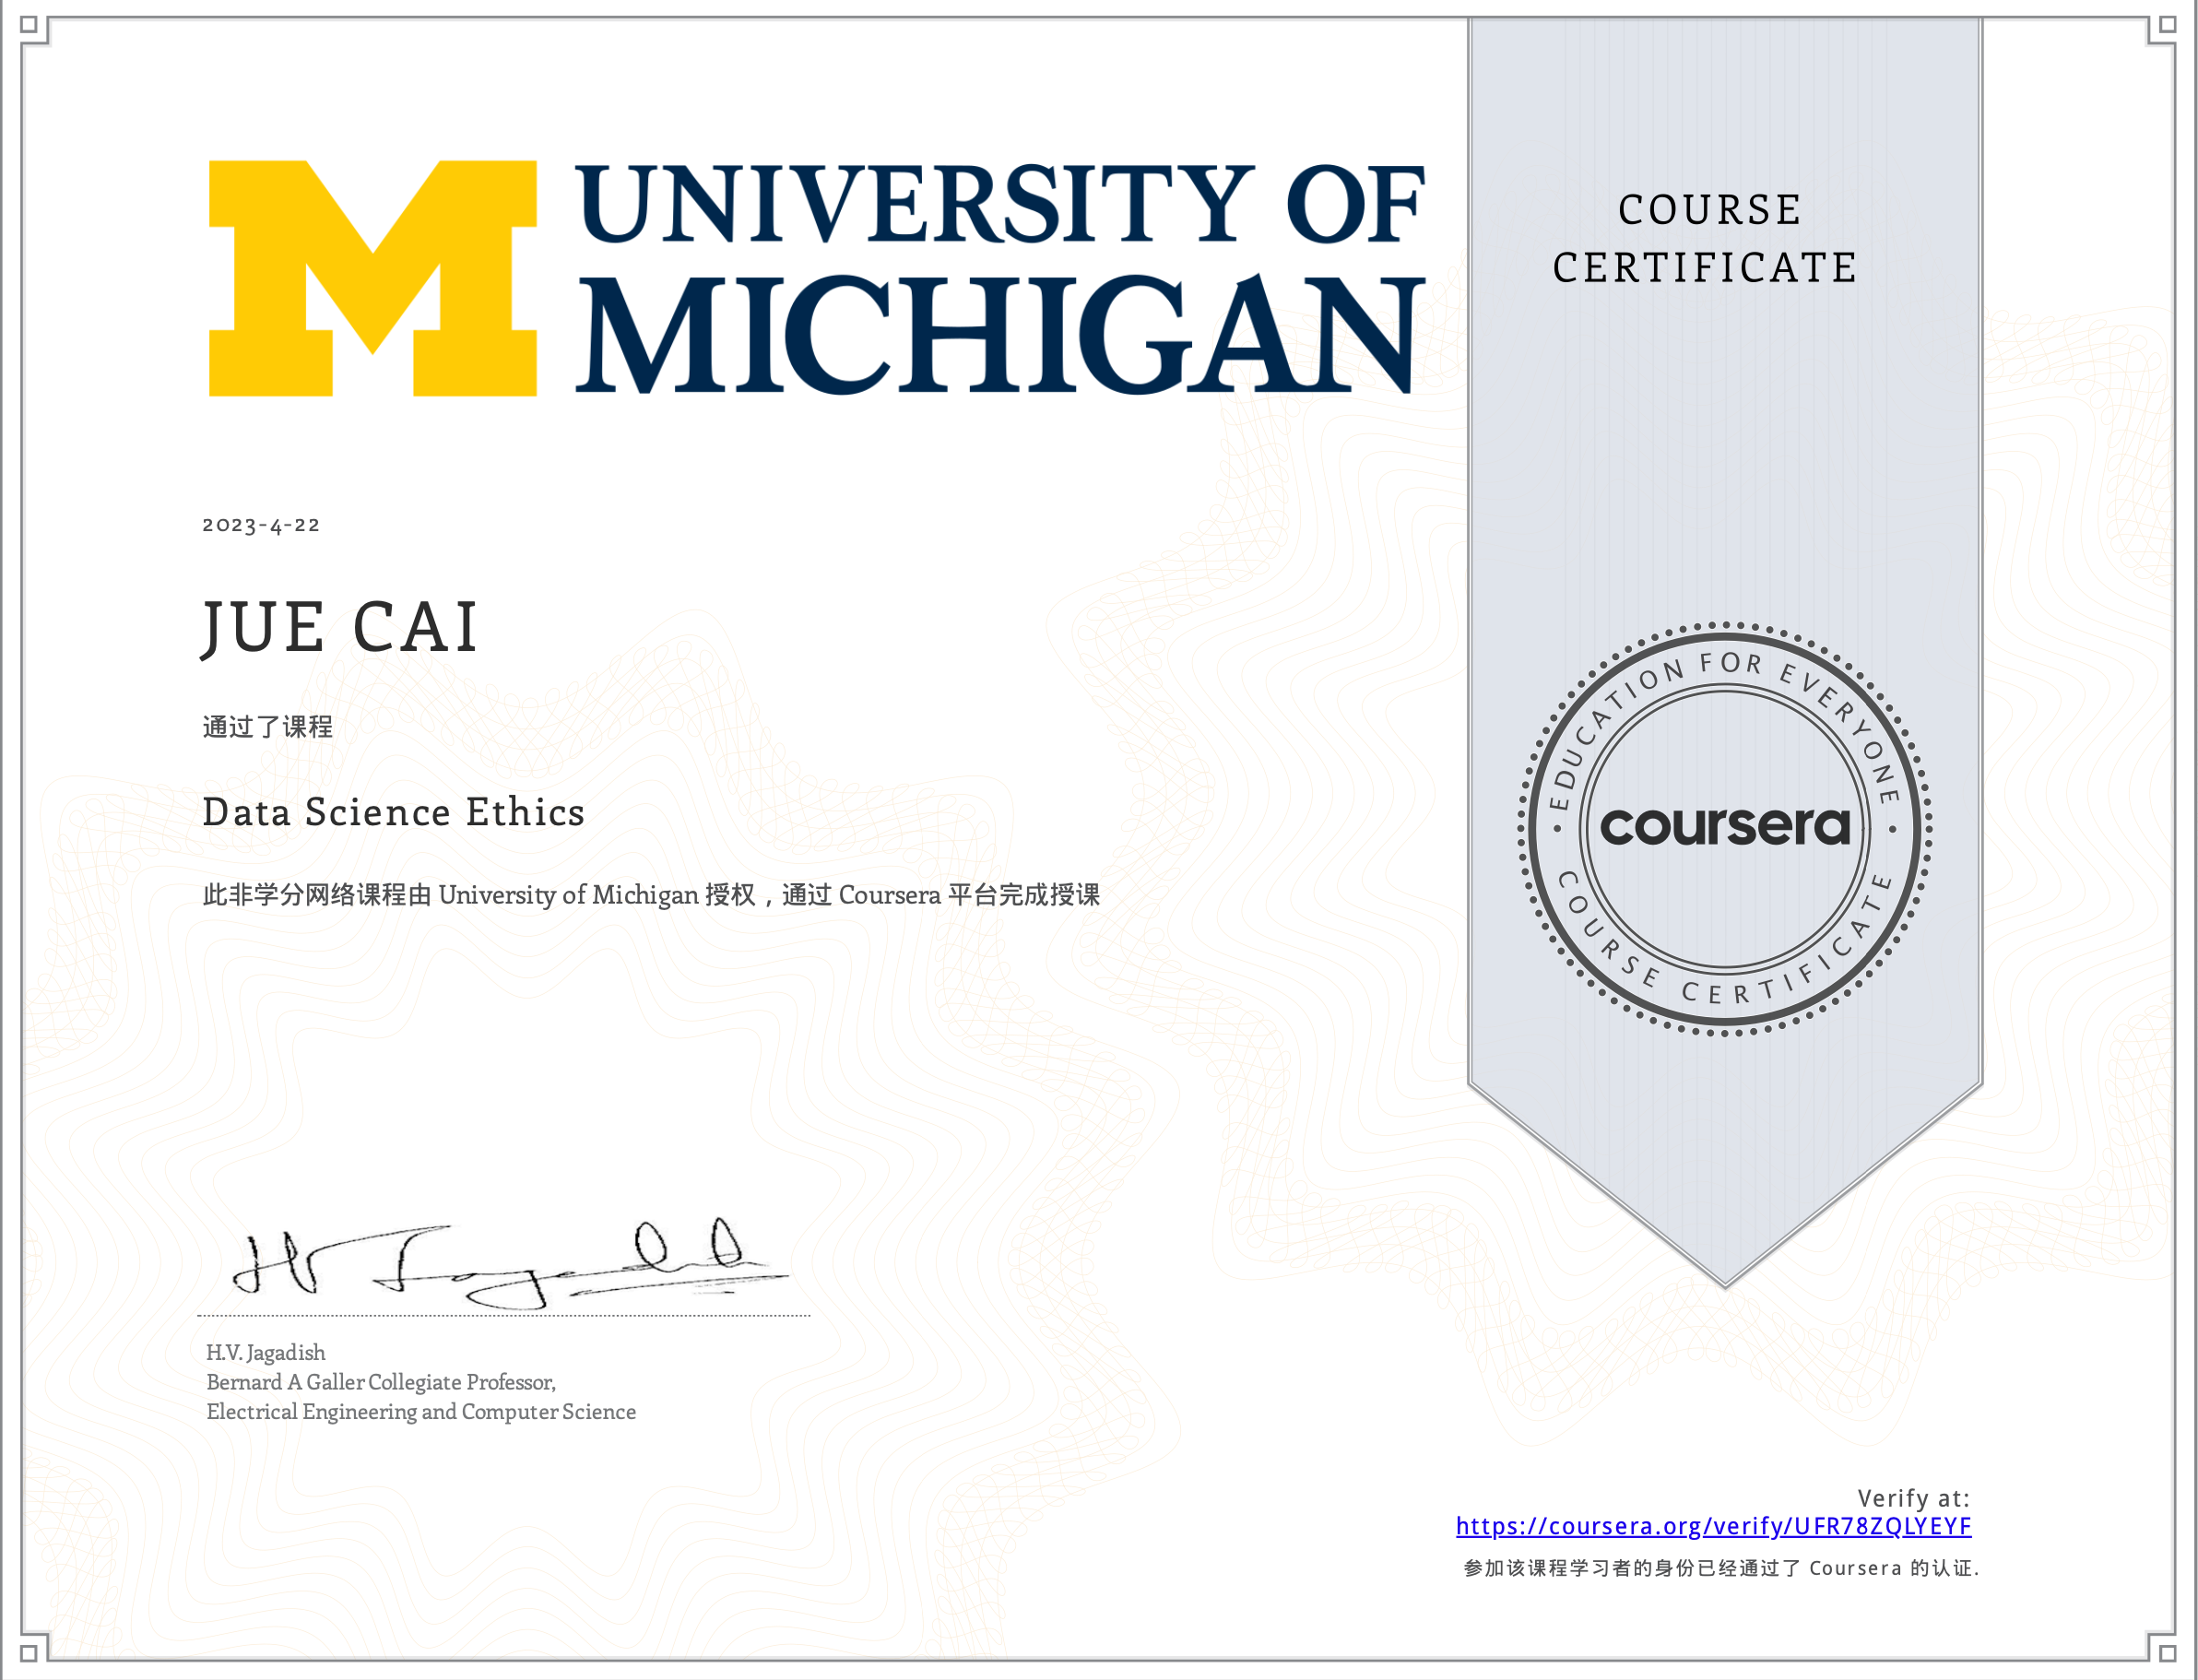 UNIVERSITY OF
MICHIGAN
COURSE
CERTIFICATE
2023-4-22
JUE CAI
通过了课程
Data Science Ethics
此非学分网络课程由 University of Michigan 授权，通过 Coursera 平台完成授课
EDUCATION FOR EVERYONE
coursera
COURSE CERTIFICATE
H.V. Jagadish
Bernard A Galler Collegiate Professor,
Electrical Engineering and Computer Science
Verify at:
https://coursera.org/verify/UFR78ZQLYEYF
参加该课程学习者的身份已经通过了 Coursera 的认证.